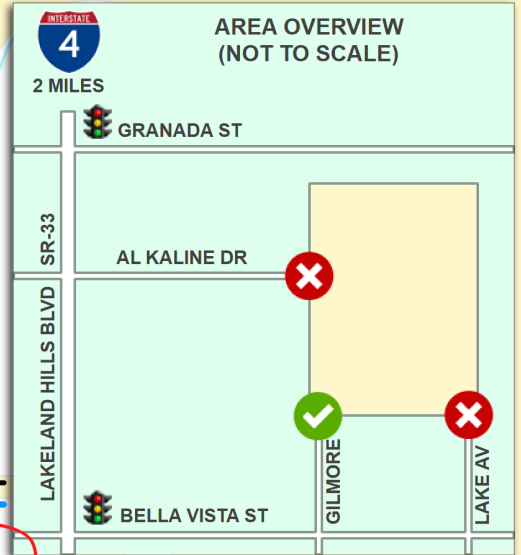 INTERSTATE
4
2 MILES
AREA OVERVIEW
(NOT TO SCALE)
GRANADA ST
SR-33
AL KALINE DR
LAKELAND HILLS BLVD
GILMORE
LAKE AV
BELLA VISTA ST